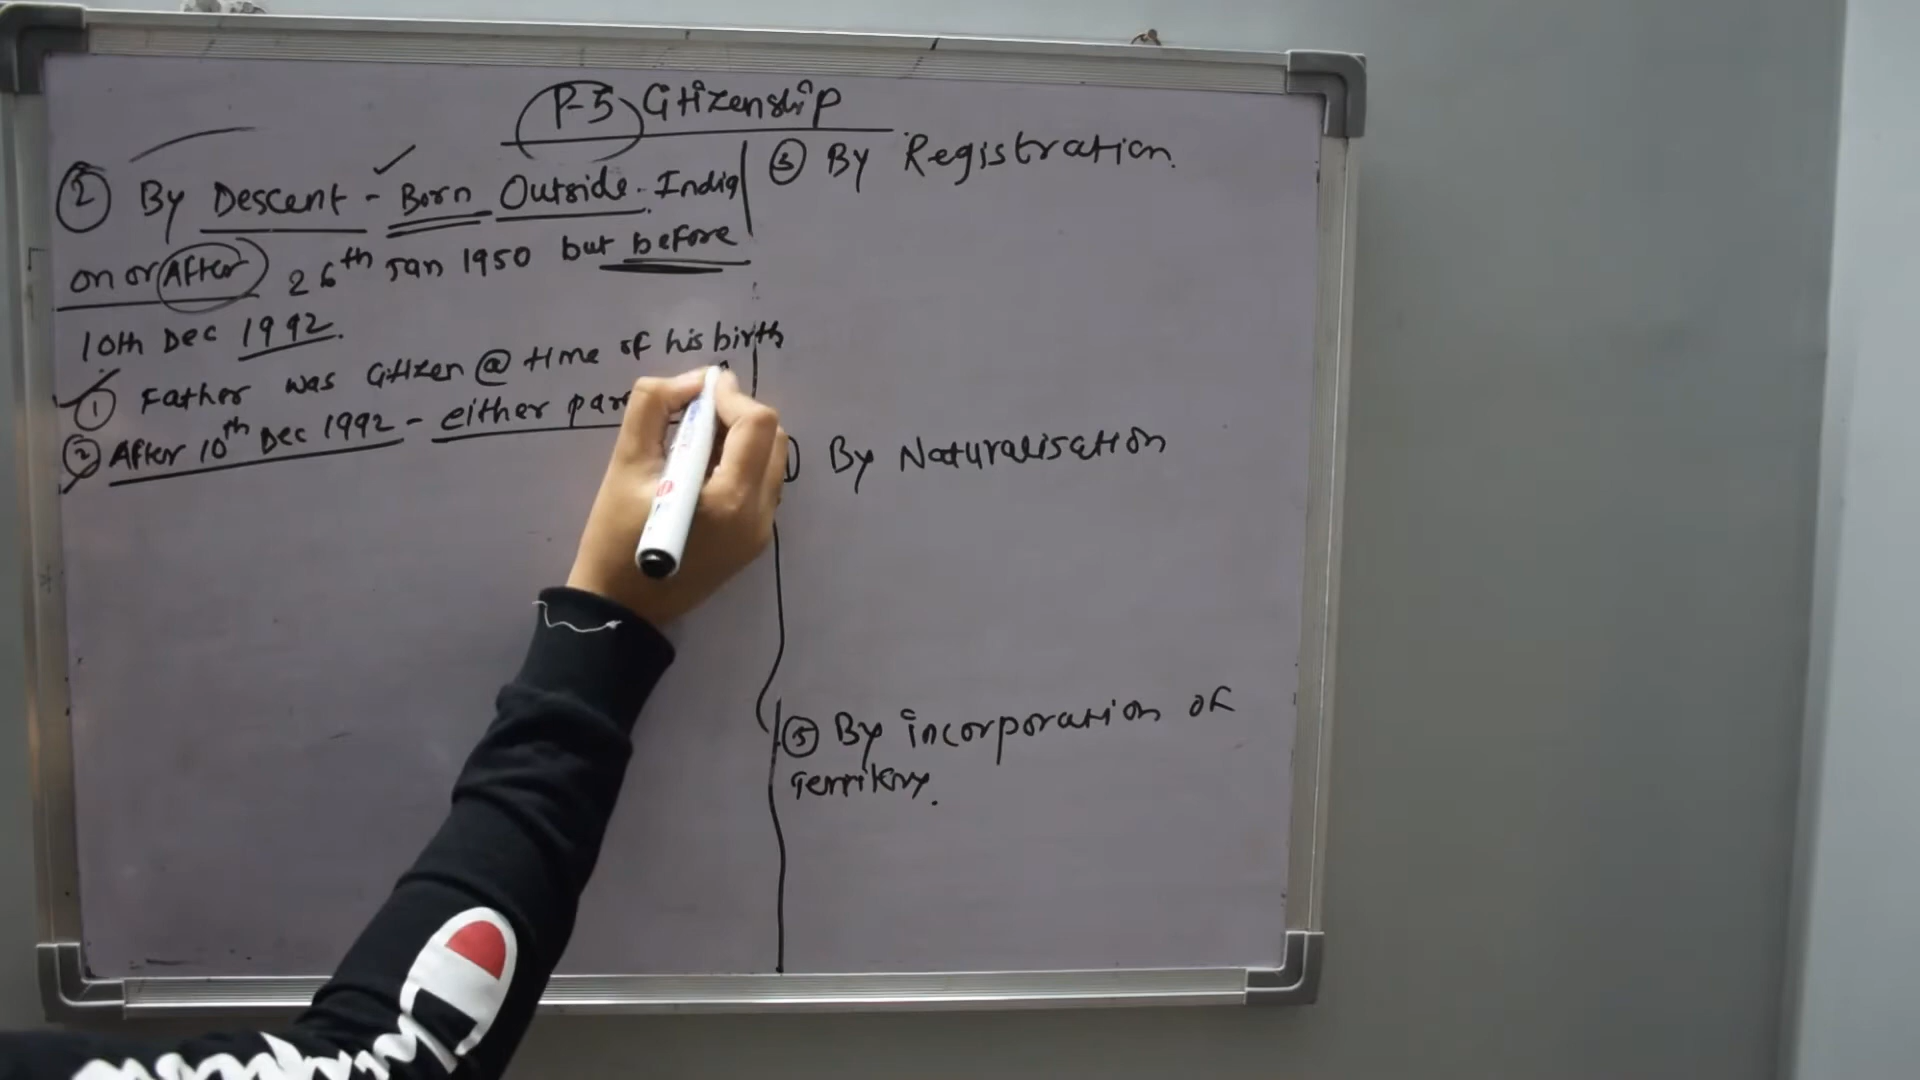 P-5 Citizenship
② By Descent - Born Outside India
on or After 26th Jan 1950 but before
10th Dec 1992.
① Father was citizen @ time of his birth
② After 10th Dec 1992 - either par
③ By Registration.
By Naturalisation
⑤ By incorporation of
Territory.